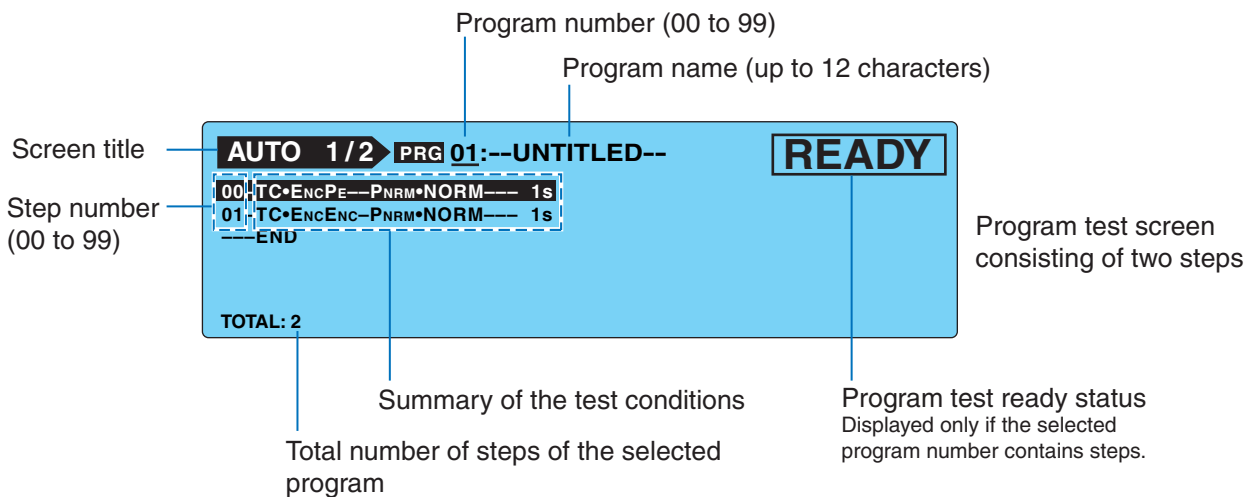 Program number (00 to 99)
Program name (up to 12 characters)
Screen title
AUTO 1/2 PRG 01:--UNTITLED--
READY
Step number
(00 to 99)
00-TC•ENCPE––PNRM•NORM––– 1s
01-TC•ENCENC–PNRM•NORM––– 1s
–––END
Program test screen
consisting of two steps
TOTAL: 2
Summary of the test conditions
Total number of steps of the selected
program
Program test ready status
Displayed only if the selected
program number contains steps.